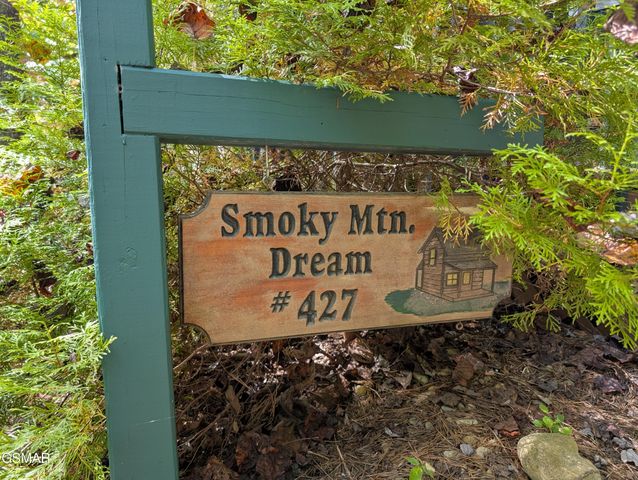 Smoky Mtn.
Dream
# 427
GSMAR